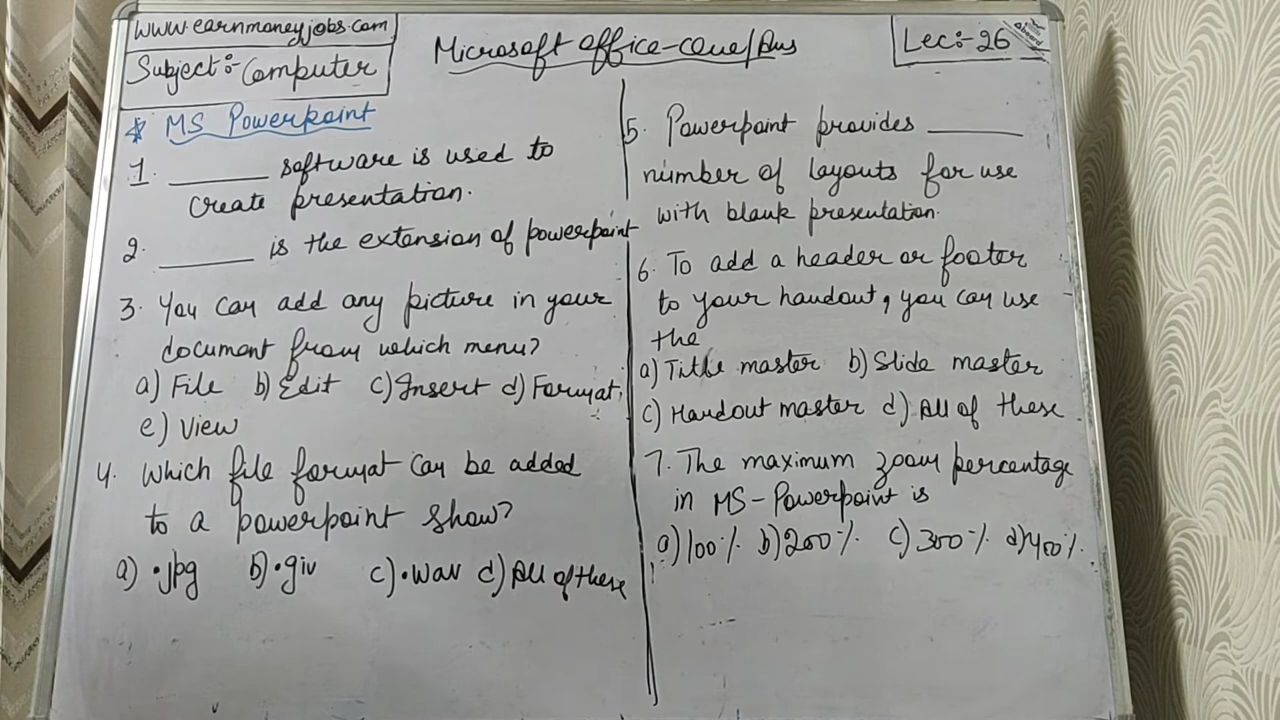 www.earnmoneyjobs.com
Subject:- Computer
Microsoft office-one/
Lec:- 26
* MS Powerpoint
1. ______ software is used to
create presentation.
2. ______ is the extension of powerpoint
3. You can add any picture in your
document from which menu?
a) File b) Edit c) Insert d) Format
e) View
4. Which file format can be added
to a powerpoint show?
a) .jpg b) .giv c) .wav d) All of these
5. Powerpoint provides ______
number of layouts for use
with blank presentation.
6. To add a header or footer
to your handout, you can use
the
a) Title master b) Slide master
c) Handout master d) All of these
7. The maximum zoom percentage
in MS-Powerpoint is
a) 100% b) 200% c) 300% d) 400%